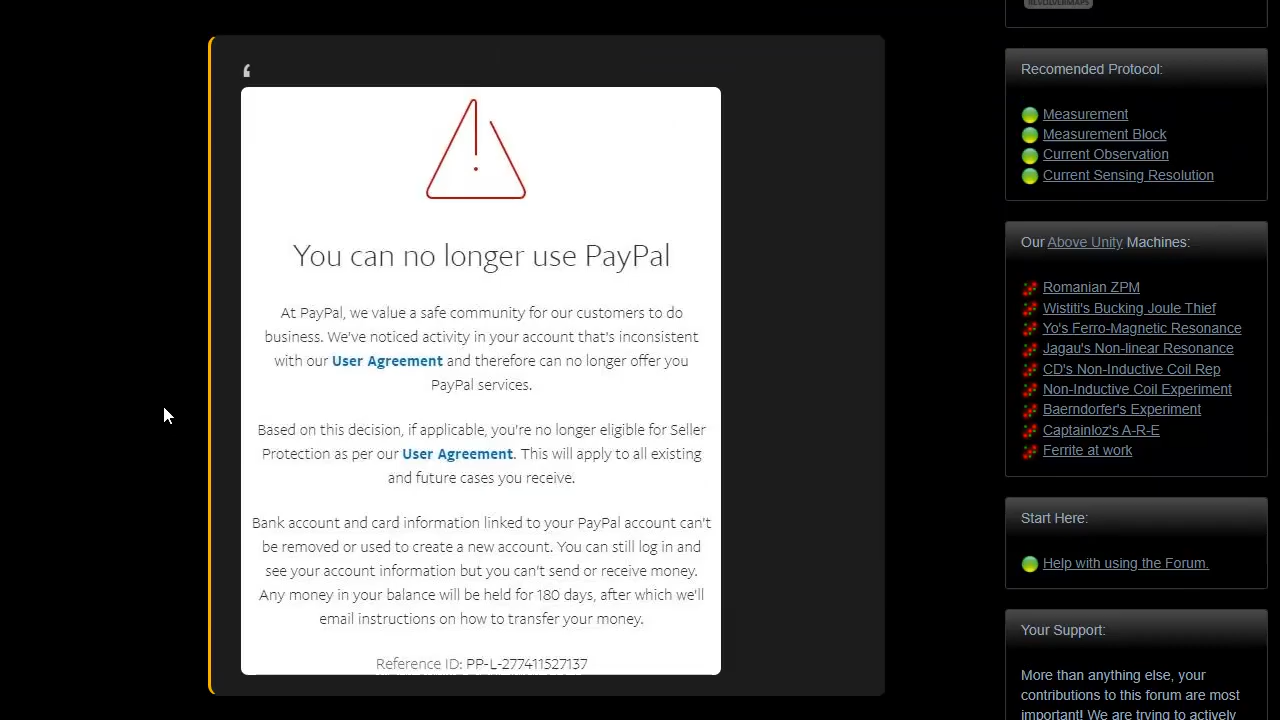 You can no longer use PayPal
At PayPal, we value a safe community for our customers to do
business. We've noticed activity in your account that's inconsistent
with our User Agreement and therefore can no longer offer you
PayPal services.
Based on this decision, if applicable, you're no longer eligible for Seller
Protection as per our User Agreement. This will apply to all existing
and future cases you receive.
Bank account and card information linked to your PayPal account can't
be removed or used to create a new account. You can still log in and
see your account information but you can't send or receive money.
Any money in your balance will be held for 180 days, after which we'll
email instructions on how to transfer your money.
Reference ID: PP-L-277411527137
Recomended Protocol:
Measurement
Measurement Block
Current Observation
Current Sensing Resolution
Our Above Unity Machines:
Romanian ZPM
Wistiti's Bucking Joule Thief
Yo's Ferro-Magnetic Resonance
Jagau's Non-linear Resonance
CD's Non-Inductive Coil Rep
Non-Inductive Coil Experiment
Baerndorfer's Experiment
Captainloz's A-R-E
Ferrite at work
Start Here:
Help with using the Forum.
Your Support:
More than anything else, your
contributions to this forum are most
important! We are trying to actively